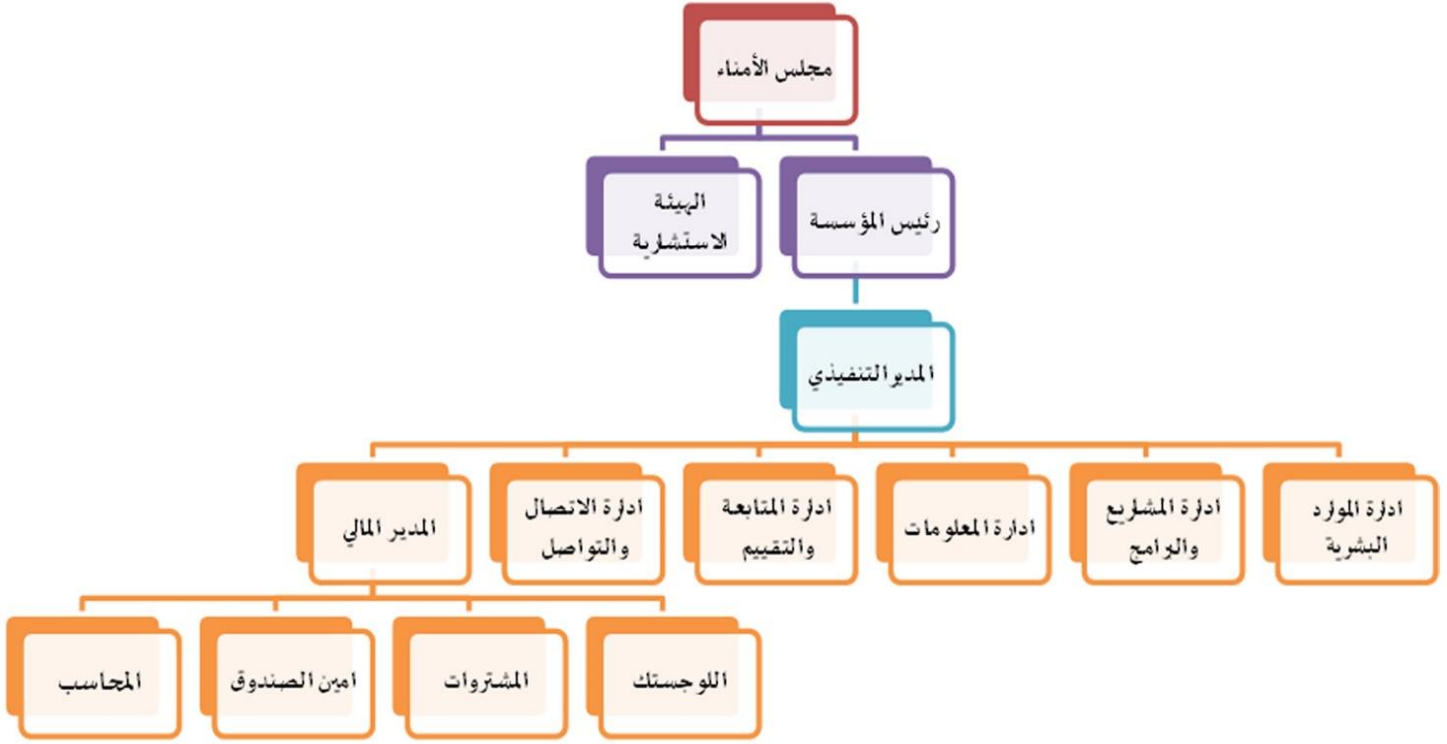 مجلس الأمناء
رئيس المؤسسة
الهيئة
الاستشارية
المدير التنفيذي
ادارة الموارد
البشرية
ادارة المشاريع
والبرامج
ادارة المعلومات
ادارة المتابعة
والتقييم
ادارة الاتصال
والتواصل
المدير المالي
اللوجستك
المشتروات
امين الصندوق
المحاسب